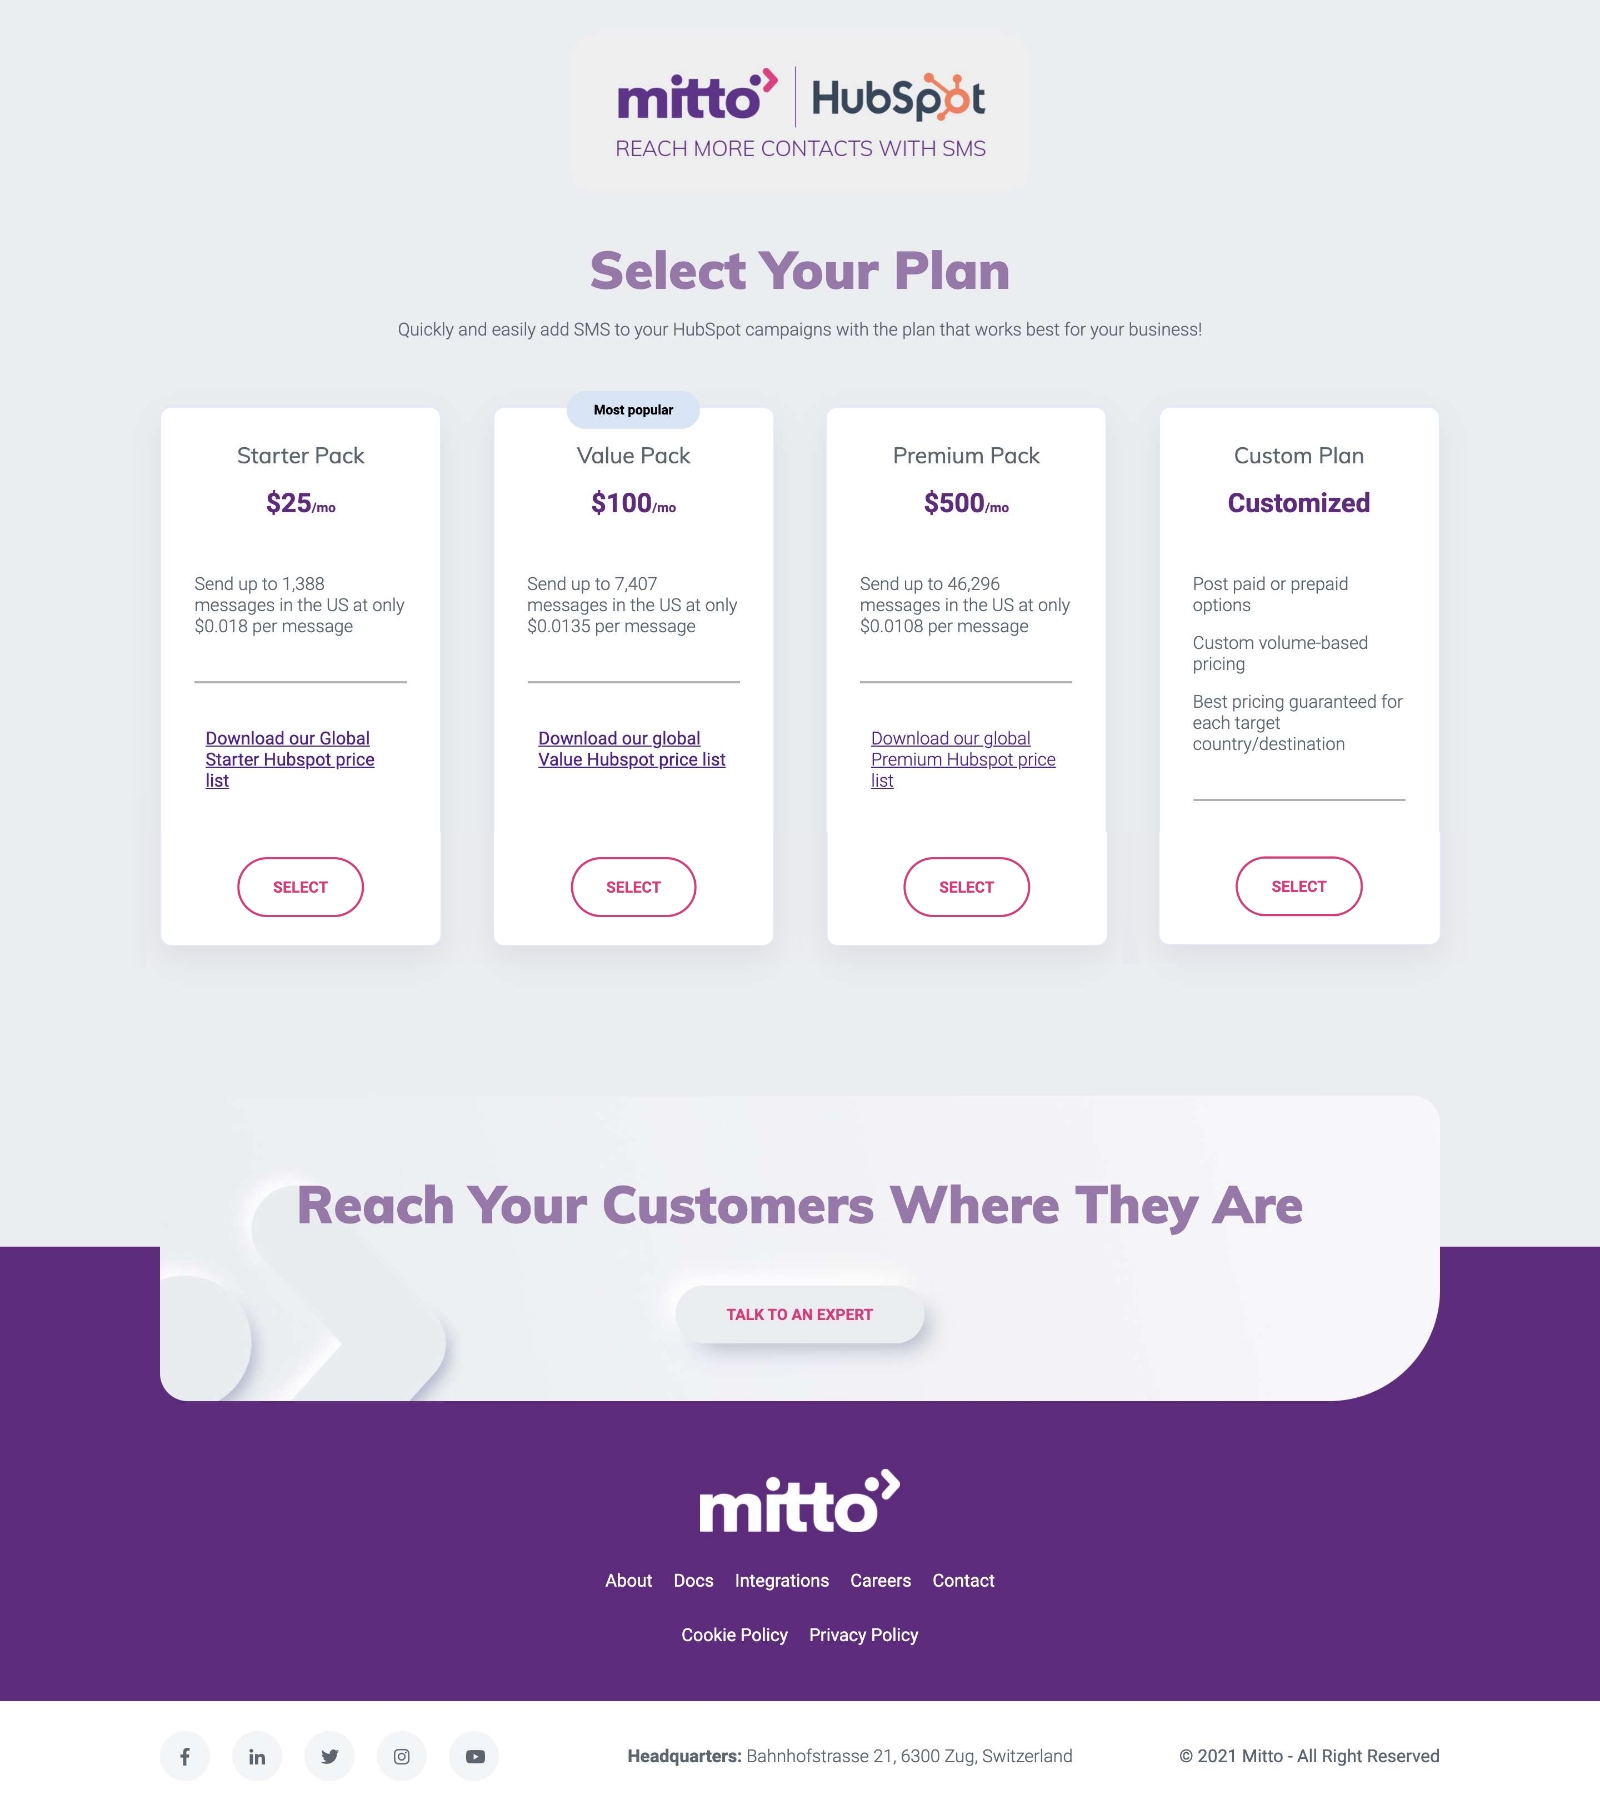 mitto HubSpot
REACH MORE CONTACTS WITH SMS
Select Your Plan
Quickly and easily add SMS to your HubSpot campaigns with the plan that works best for your business!
Starter Pack
$25/mo
Send up to 1,388
messages in the US at only
$0.018 per message
Download our Global
Starter Hubspot price
list
SELECT
Most popular
Value Pack
$100/mo
Send up to 7,407
messages in the US at only
$0.0135 per message
Download our global
Value Hubspot price list
SELECT
Premium Pack
$500/mo
Send up to 46,296
messages in the US at only
$0.0108 per message
Download our global
Premium Hubspot price
list
SELECT
Custom Plan
Customized
Post paid or prepaid
options
Custom volume-based
pricing
Best pricing guaranteed for
each target
country/destination
SELECT
Reach Your Customers Where They Are
TALK TO AN EXPERT
mitto
About Docs Integrations Careers Contact
Cookie Policy Privacy Policy
Headquarters: Bahnhofstrasse 21, 6300 Zug, Switzerland
© 2021 Mitto - All Right Reserved